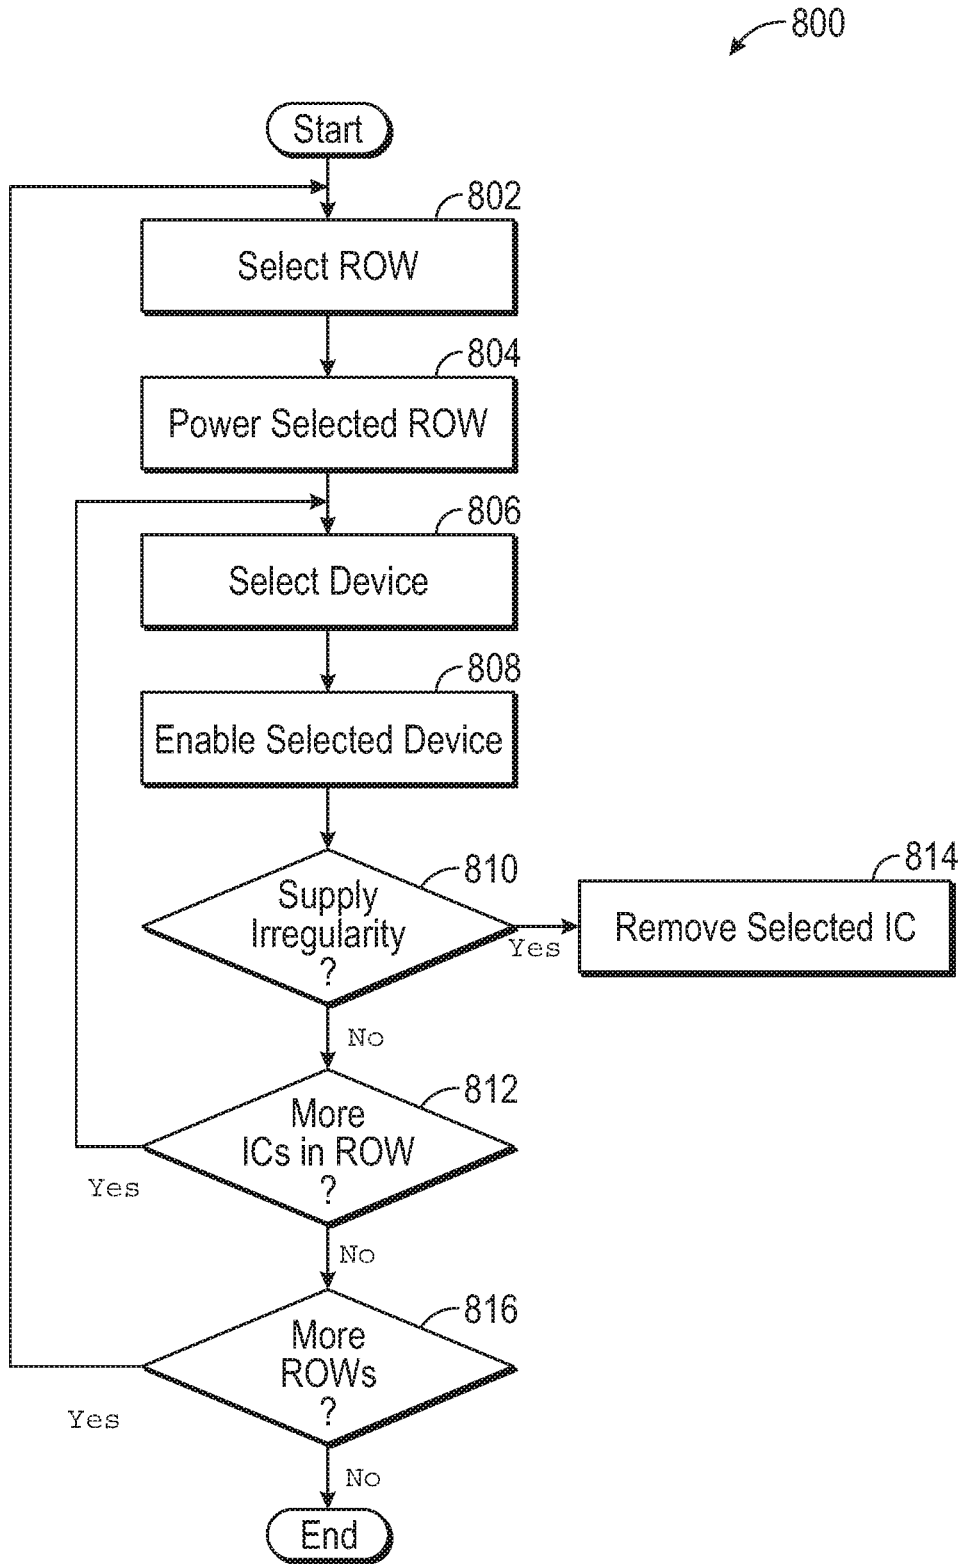 800
Start
802
Select ROW
804
Power Selected ROW
806
Select Device
808
Enable Selected Device
810
Supply
Irregularity
?
Yes
814
Remove Selected IC
No
812
More
ICs in ROW
?
Yes
No
816
More
ROWs
?
Yes
No
End